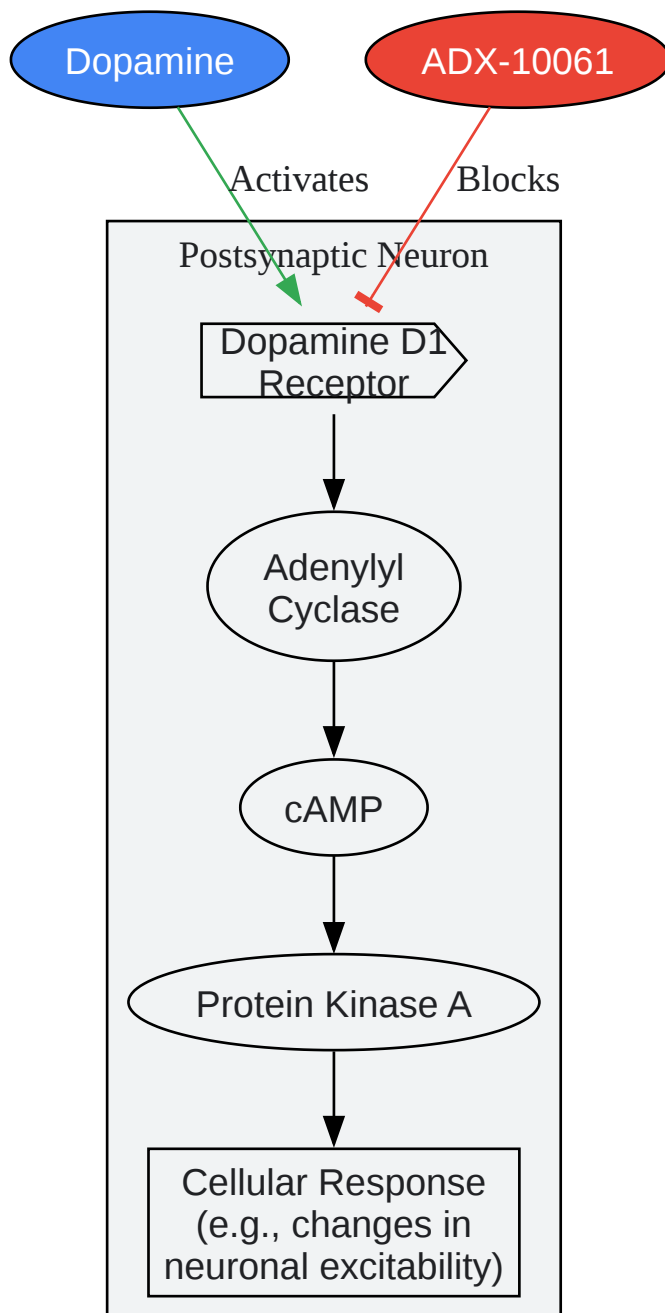 Dopamine
ADX-10061
Activates
Blocks
Postsynaptic Neuron
Dopamine D1
Receptor
Adenylyl
Cyclase
cAMP
Protein Kinase A
Cellular Response
(e.g., changes in
neuronal excitability)